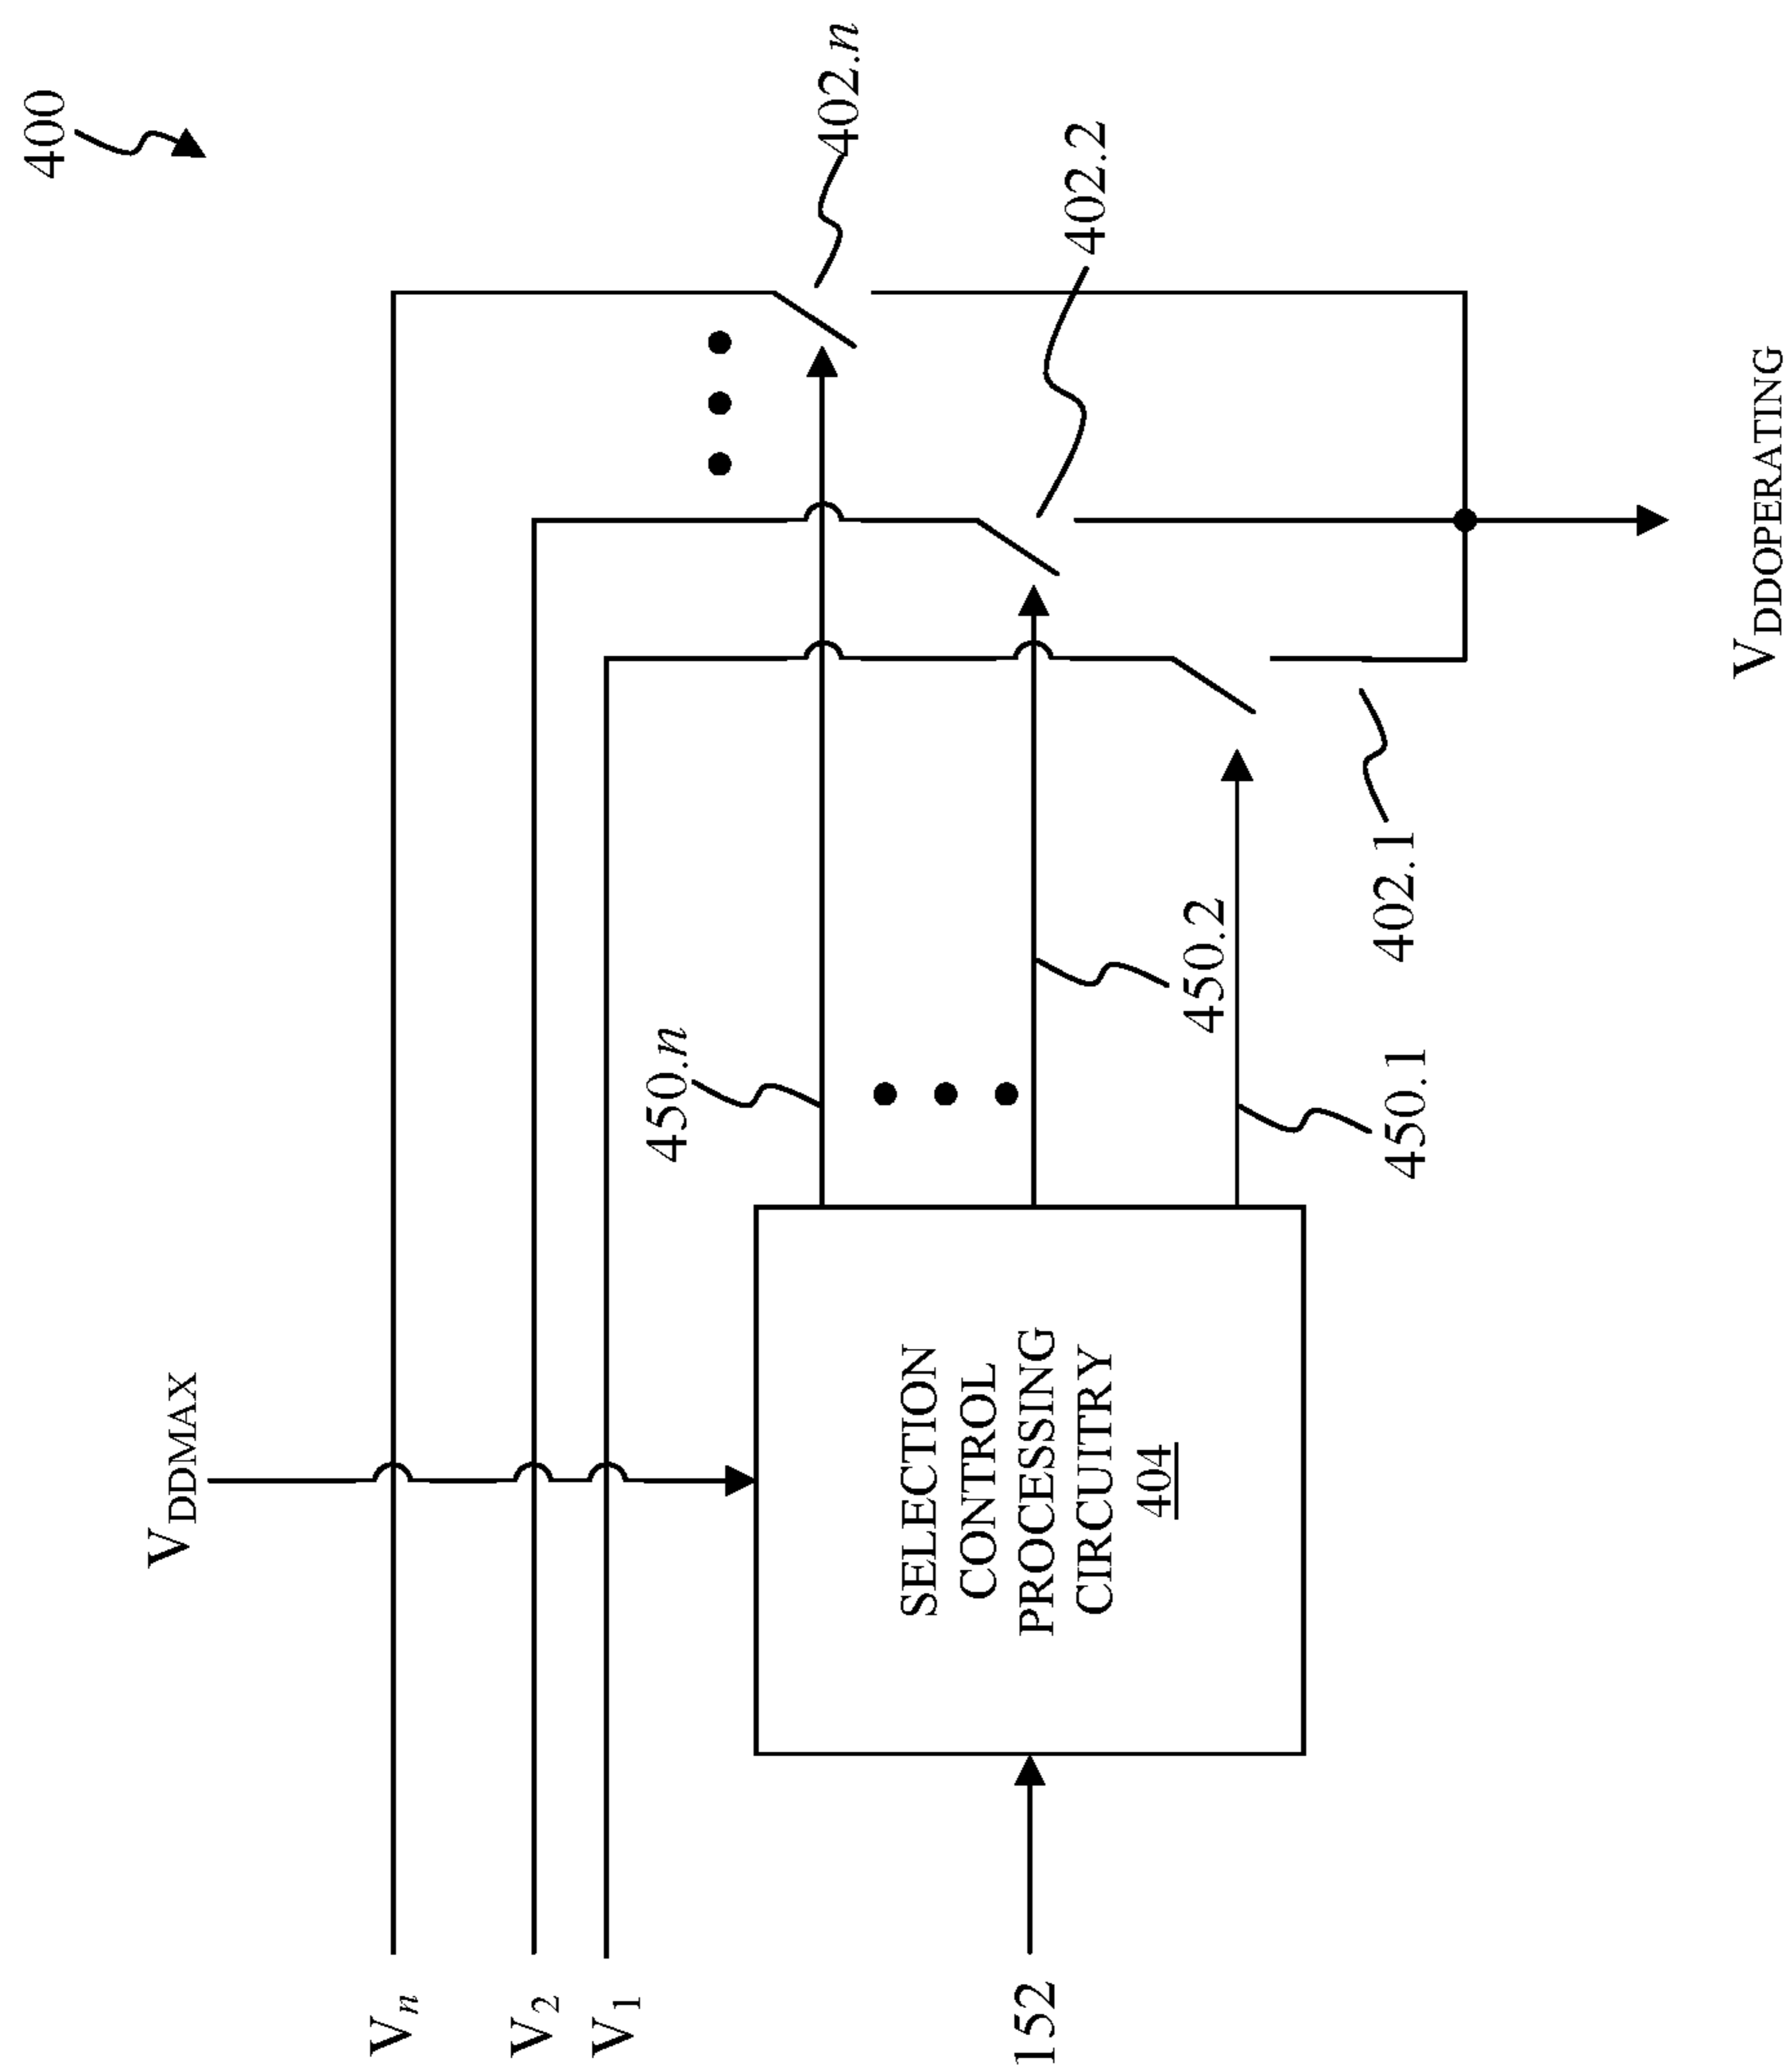 400
V_DDMAX
V_n
V_2
V_1
402.n
402.2
402.1
450.n
450.2
450.1
SELECTION
CONTROL
PROCESSING
CIRCUITRY
404
152
V_DDOPERATING